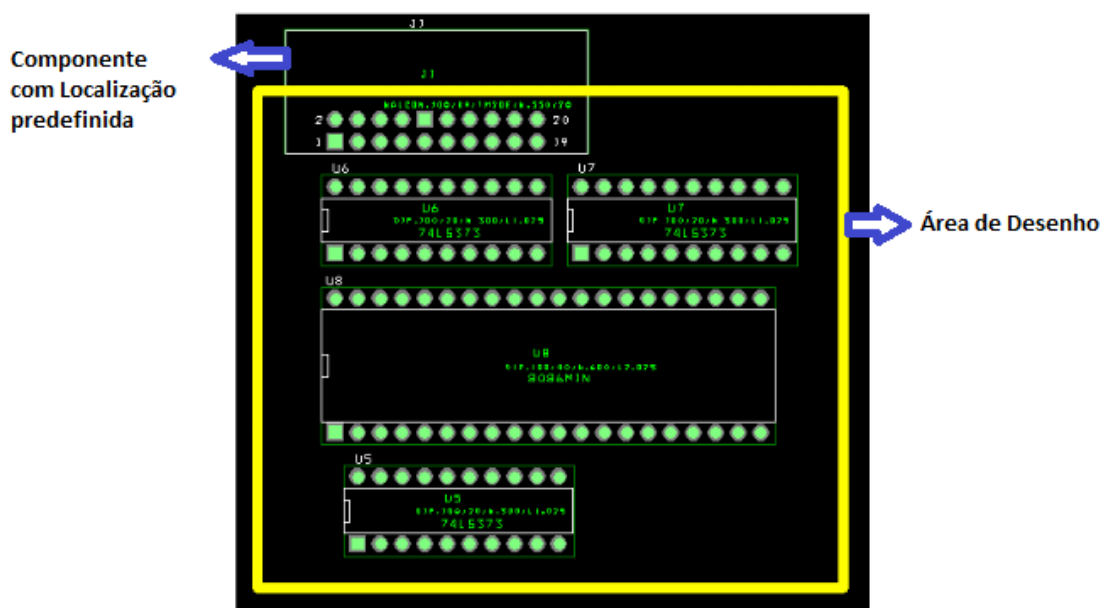 J1
Componente
com Localização
predefinida
J1
2
20
1
19
U6
U7
U6
U7
74LS373
74LS373
Área de Desenho
U8
U8
8086MIN
U5
U5
74LS373